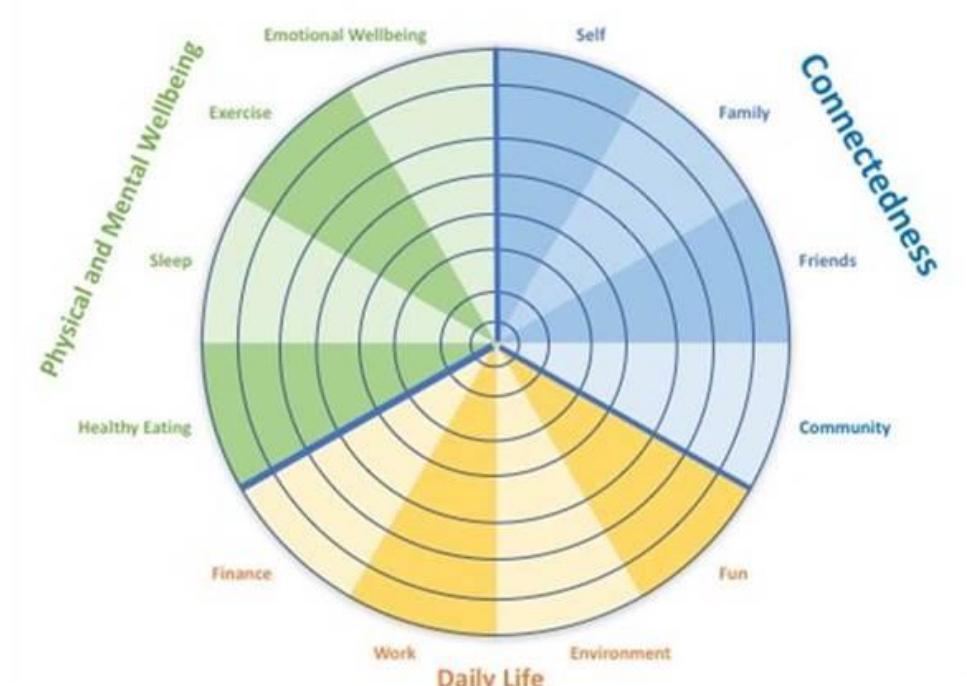 Emotional Wellbeing
Self
Exercise
Family
Physical and Mental Wellbeing
Connectedness
Sleep
Friends
Healthy Eating
Community
Finance
Fun
Work
Environment
Daily Life